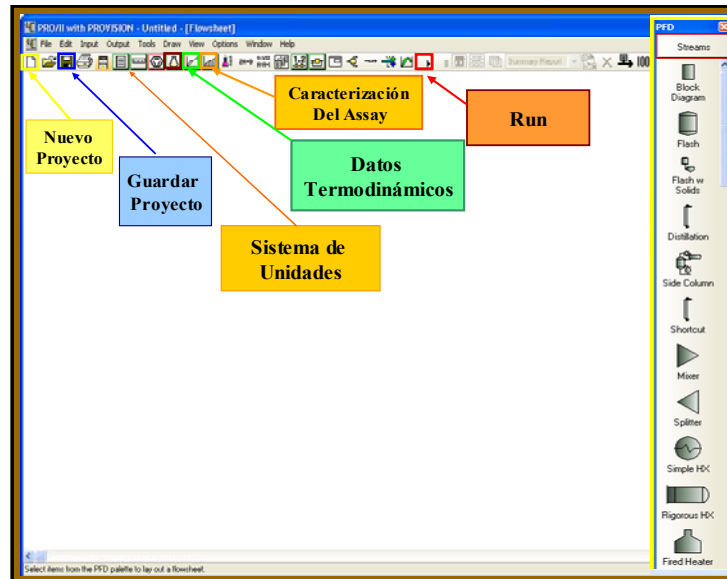 PRO/II with PROVISION - Untitled - [Flowsheet]
File Edit Input Output Tools Draw View Options Window Help
Summary Report
100
PFD
Streams
Block
Diagram
Flash
Flash w
Solids
Distillation
Side Column
Shortcut
Mixer
Splitter
Simple HX
Rigorous HX
Fired Heater
Caracterización
Del Assay
Run
Nuevo
Proyecto
Guardar
Proyecto
Datos
Termodinámicos
Sistema de
Unidades
Select items from the PFD palette to lay out a flowsheet.